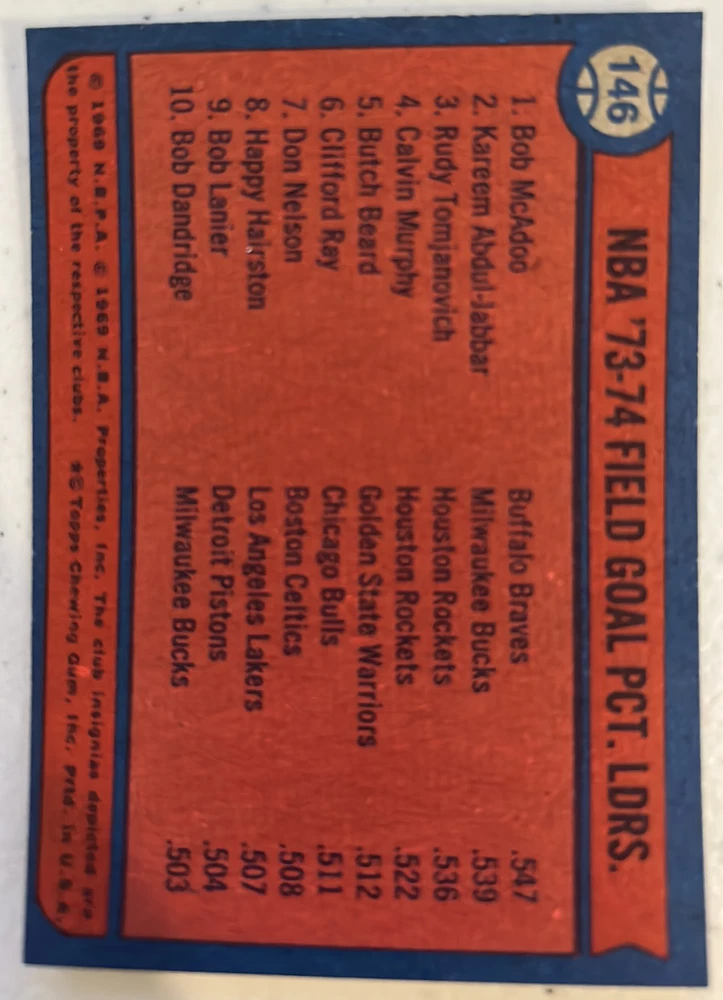 146
NBA '73-74 FIELD GOAL PCT. LDRS.
1. Bob McAdoo Buffalo Braves .547
2. Kareem Abdul-Jabbar Milwaukee Bucks .539
3. Rudy Tomjanovich Houston Rockets .536
4. Calvin Murphy Houston Rockets .522
5. Butch Beard Golden State Warriors .512
6. Clifford Ray Chicago Bulls .511
7. Don Nelson Boston Celtics .508
8. Happy Hairston Los Angeles Lakers .507
9. Bob Lanier Detroit Pistons .504
10. Bob Dandridge Milwaukee Bucks .503
© 1969 N.B.P.A. © 1969 N.B.A. Properties, Inc. The club insignias depicted are
the property of the respective clubs. *© Topps Chewing Gum, Inc. Prtd. in U.S.A.